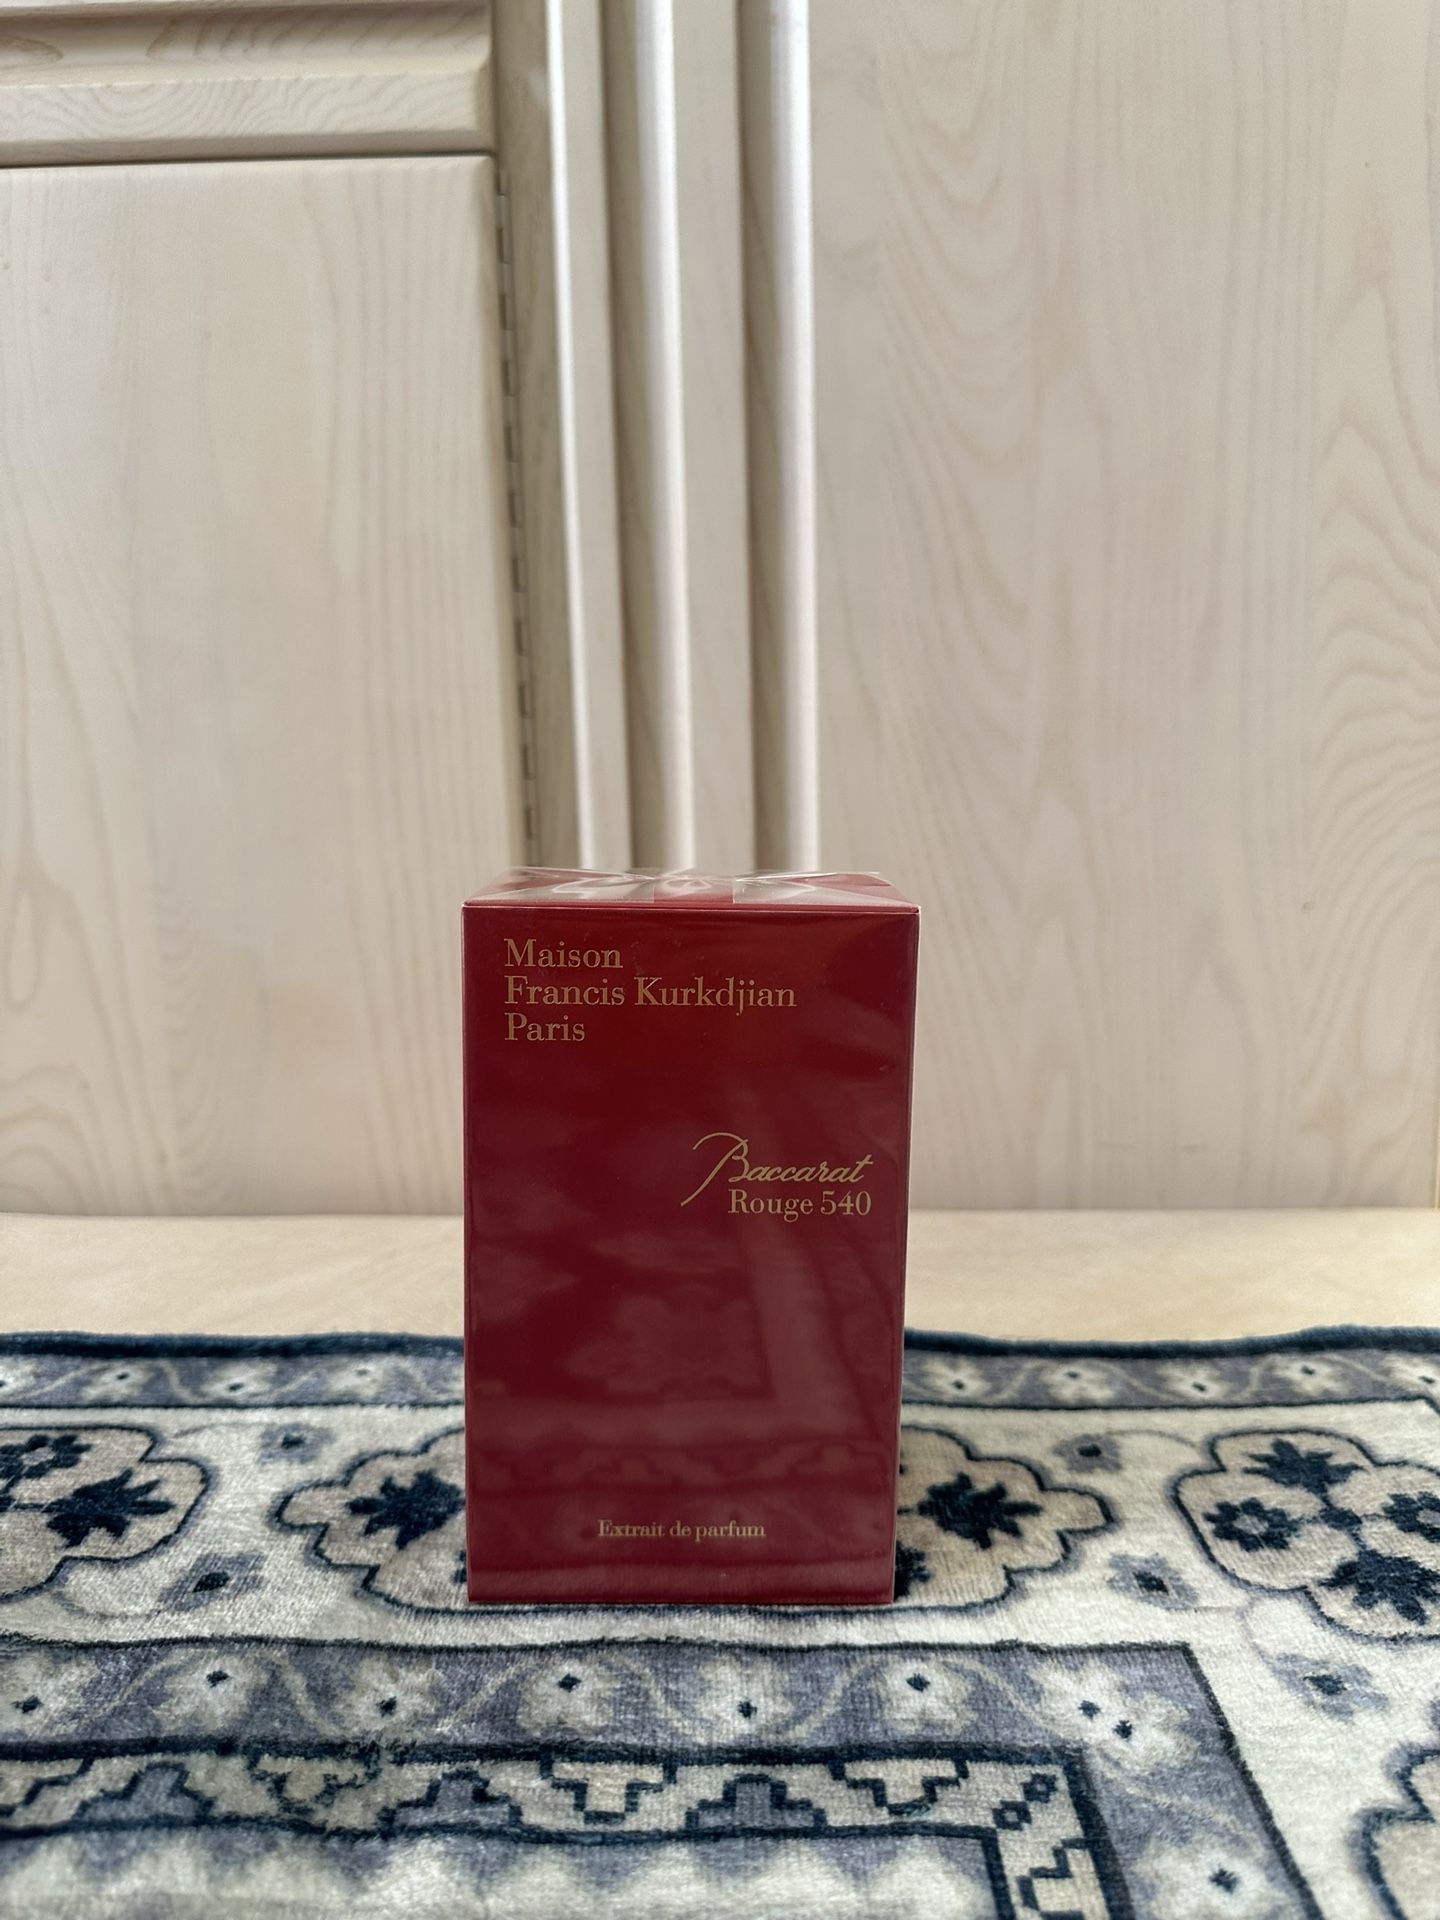 Maison
Francis Kurkdjian
Paris
Baccarat
Rouge 540
Extrait de parfum